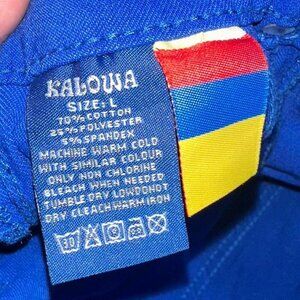 KALOWA
SIZE: L
70% COTTON
25% POLYESTER
5% SPANDEX
MACHINE WARM COLD
WITH SIMILAR COLOUR
ONLY NON CHLORINE
BLEACH WHEN NEEDED
TUMBLE DRY LOWDONOT
DRY CLEACH WARM IRON